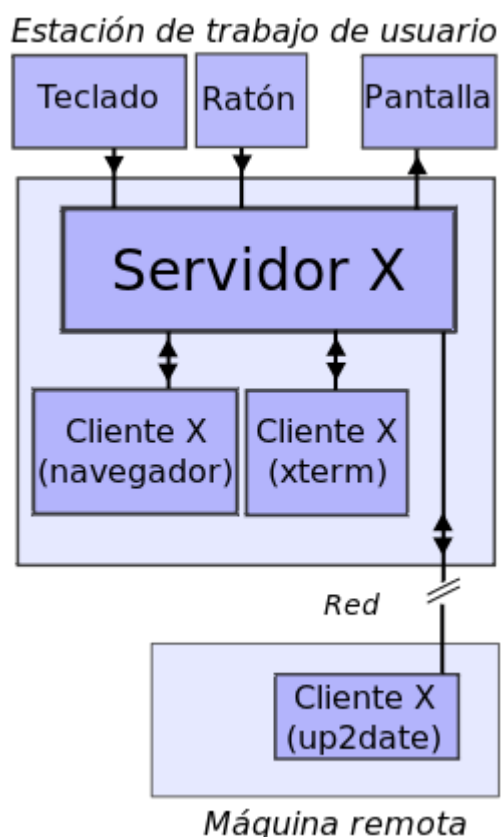 Estación de trabajo de usuario
Teclado
Ratón
Pantalla
Servidor X
Cliente X
(navegador)
Cliente X
(xterm)
Red
Cliente X
(up2date)
Máquina remota